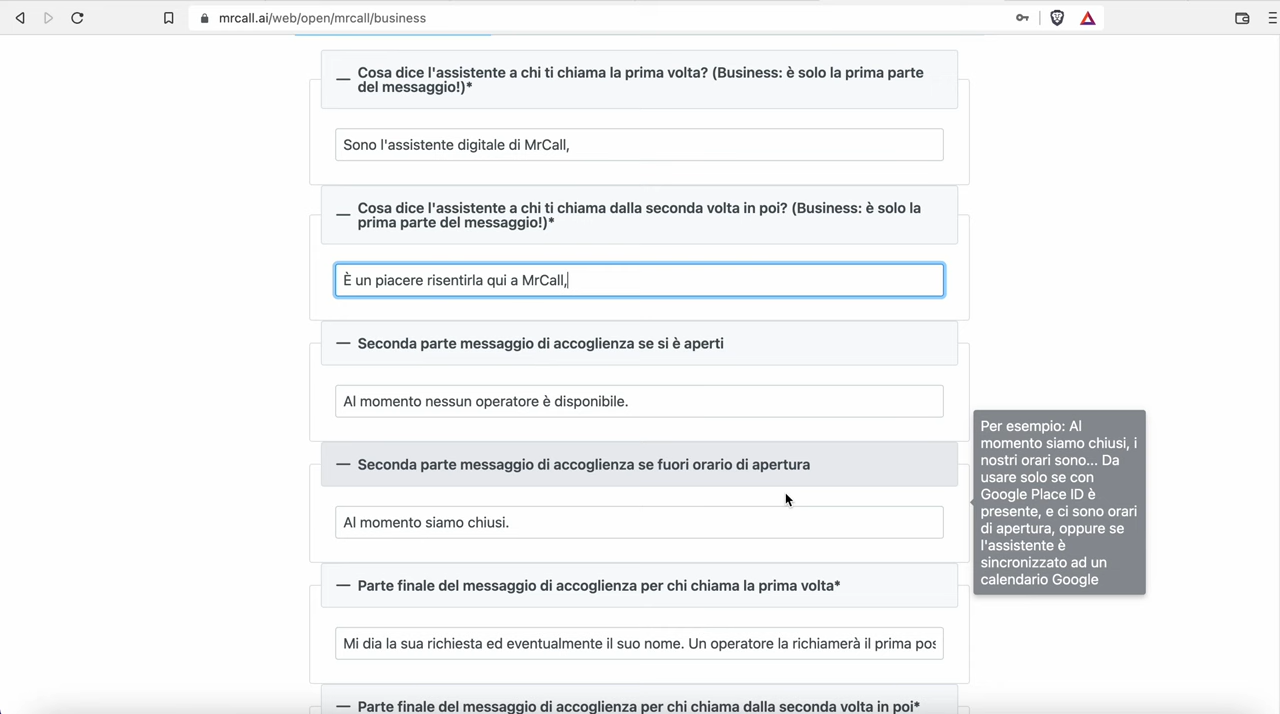 mrcall.ai/web/open/mrcall/business
— Cosa dice l'assistente a chi ti chiama la prima volta? (Business: è solo la prima parte
del messaggio!)*
Sono l'assistente digitale di MrCall,
— Cosa dice l'assistente a chi ti chiama dalla seconda volta in poi? (Business: è solo la
prima parte del messaggio!)*
È un piacere risentirla qui a MrCall,
— Seconda parte messaggio di accoglienza se si è aperti
Al momento nessun operatore è disponibile.
— Seconda parte messaggio di accoglienza se fuori orario di apertura
Al momento siamo chiusi.
Per esempio: Al
momento siamo chiusi, i
nostri orari sono... Da
usare solo se con
Google Place ID è
presente, e ci sono orari
di apertura, oppure se
l'assistente è
sincronizzato ad un
calendario Google
— Parte finale del messaggio di accoglienza per chi chiama la prima volta*
Mi dia la sua richiesta ed eventualmente il suo nome. Un operatore la richiamerà il prima pos
— Parte finale del messaggio di accoglienza per chi chiama dalla seconda volta in poi*